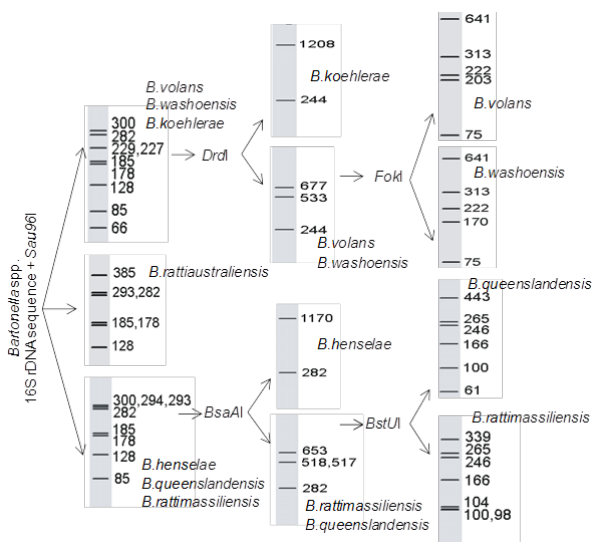 Bartonella spp.
16S rDNA sequence + Sau96I
B.volans
B.washoensis
B.koehlerae
300
282
229,227
185
178
128
85
66
DrdI
1208
244
B.koehlerae
677
533
244
B.volans
B.washoensis
FokI
641
313
222
203
75
B.volans
641
313
222
170
75
B.washoensis
385
293,282
185,178
128
B.rattiaustraliensis
300,294,293
282
185
178
128
85
B.henselae
B.queenslandensis
B.rattimassiliensis
BsaAI
1170
282
B.henselae
653
518,517
282
B.rattimassiliensis
B.queenslandensis
BstUI
B.queenslandensis
443
265
246
166
100
61
B.rattimassiliensis
339
265
246
166
104
100,98